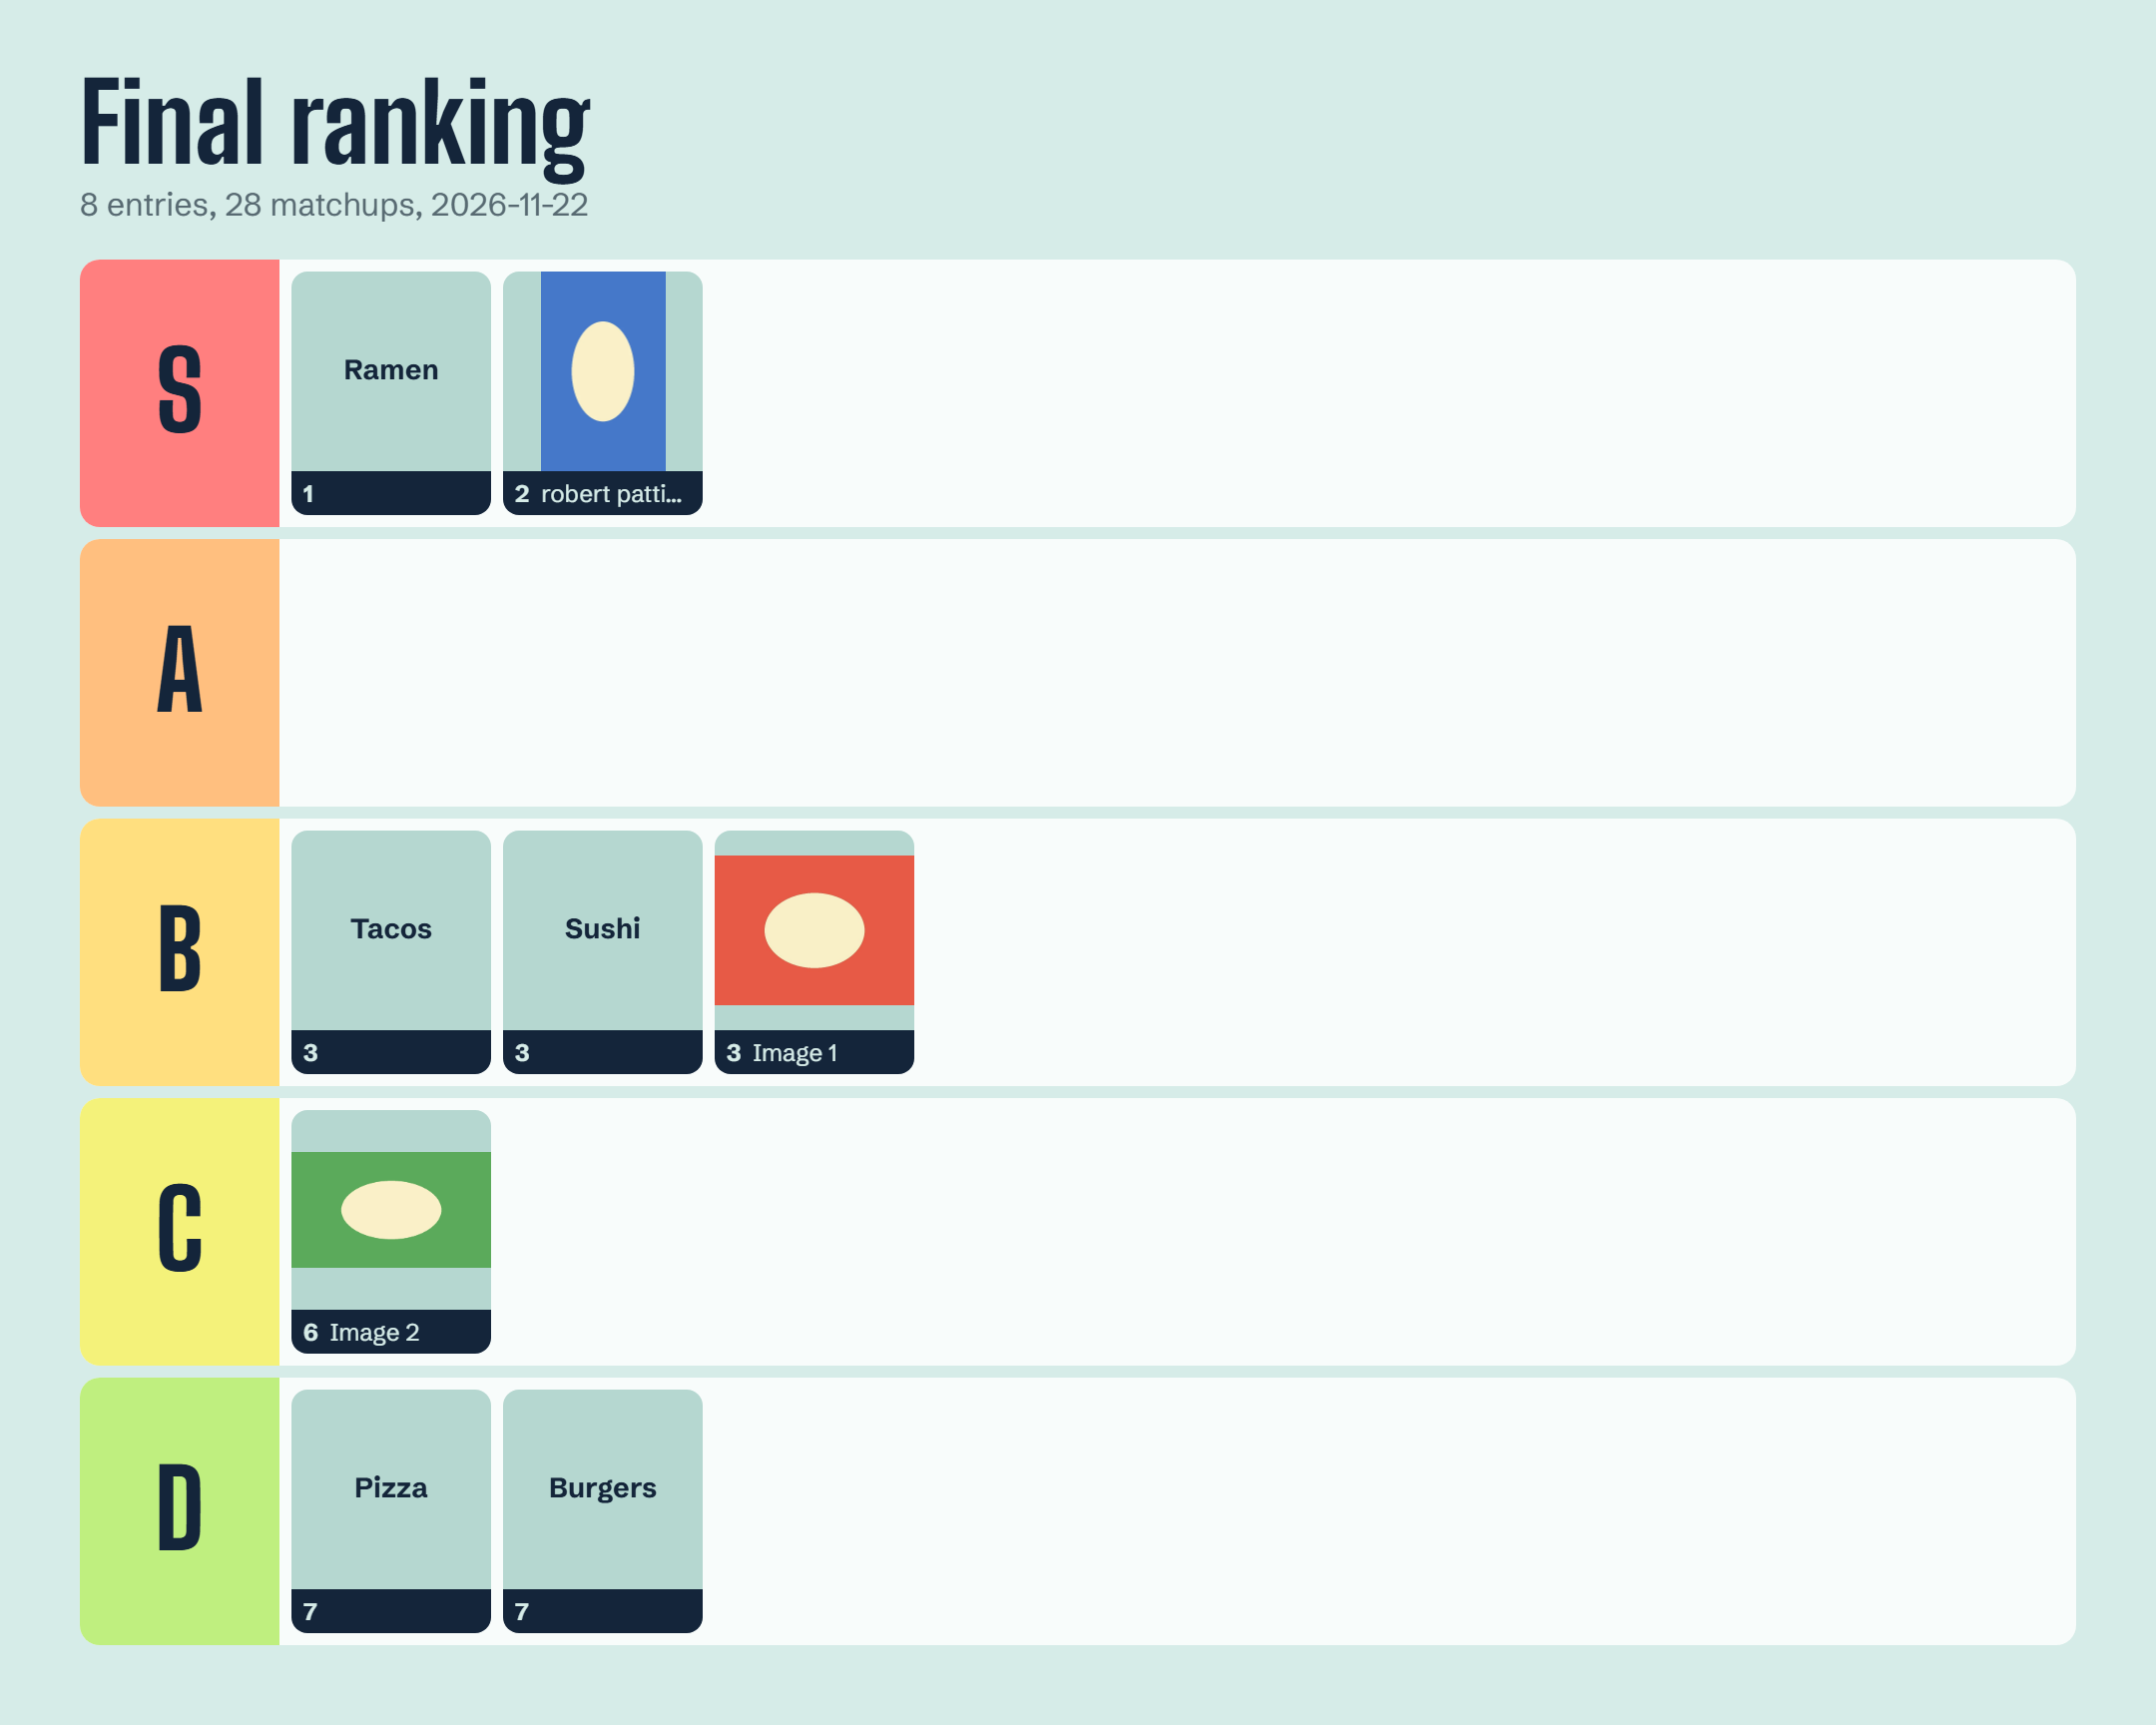 Final ranking
8 entries, 28 matchups, 2026-11-22
S
Ramen
1
2 robert patti...
A
B
Tacos
Sushi
3
3
3 Image 1
C
6 Image 2
D
Pizza
Burgers
7
7